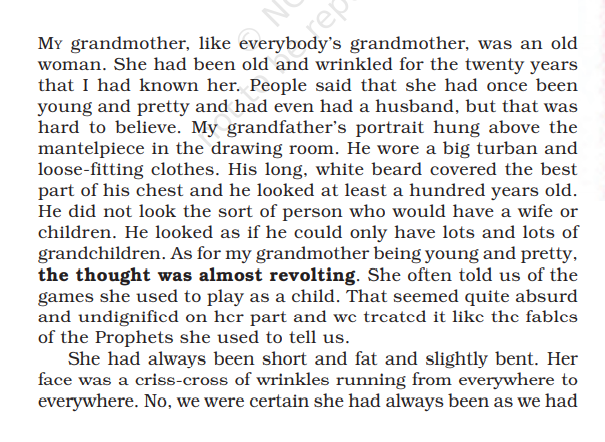 MY grandmother, like everybody's grandmother, was an old
woman. She had been old and wrinkled for the twenty years
that I had known her. People said that she had once been
young and pretty and had even had a husband, but that was
hard to believe. My grandfather's portrait hung above the
mantelpiece in the drawing room. He wore a big turban and
loose-fitting clothes. His long, white beard covered the best
part of his chest and he looked at least a hundred years old.
He did not look the sort of person who would have a wife or
children. He looked as if he could only have lots and lots of
grandchildren. As for my grandmother being young and pretty,
the thought was almost revolting. She often told us of the
games she used to play as a child. That seemed quite absurd
and undignified on her part and we treated it like the fables
of the Prophets she used to tell us.
She had always been short and fat and slightly bent. Her
face was a criss-cross of wrinkles running from everywhere to
everywhere. No, we were certain she had always been as we had